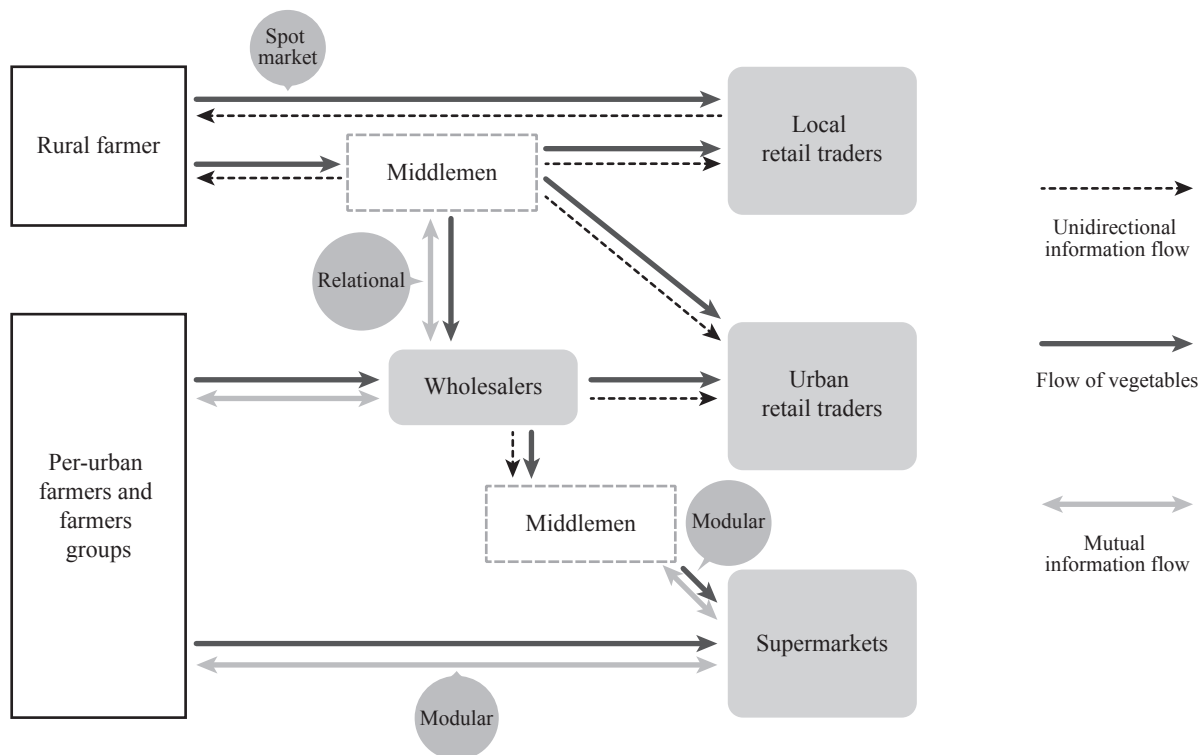 Spot
market
Rural farmer
Middlemen
Local
retail traders
Unidirectional
information flow
Relational
Flow of vegetables
Wholesalers
Urban
retail traders
Per-urban
farmers and
farmers
groups
Middlemen
Modular
Mutual
information flow
Supermarkets
Modular